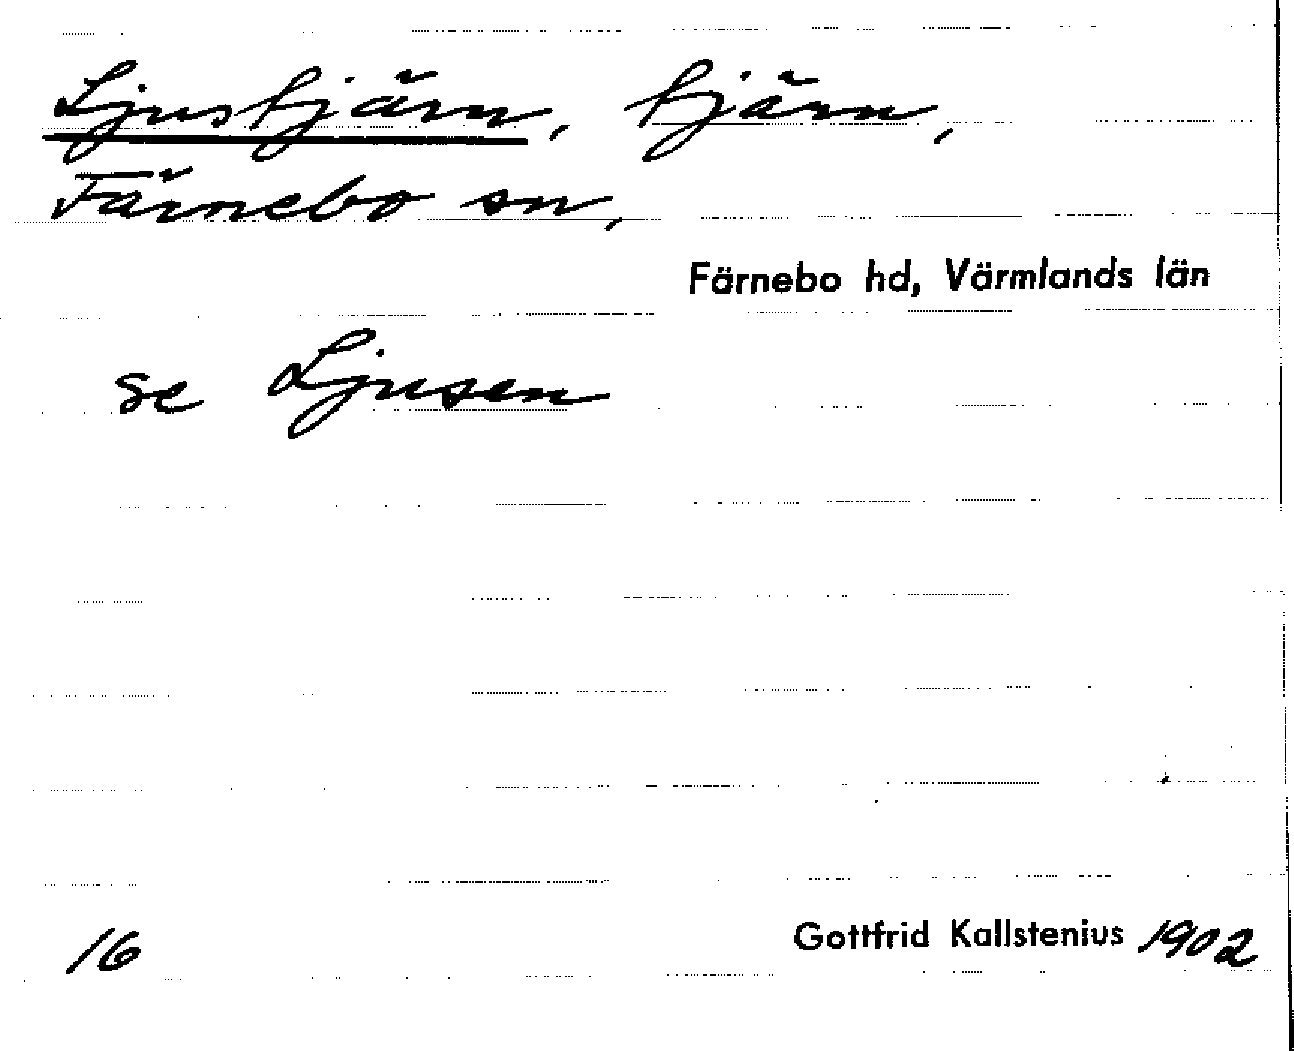 Ljustjärn, tjärn,
Färnebo sn,
Färnebo hd, Värmlands län
se Ljusen
16
Gottfrid Kallstenius 1902